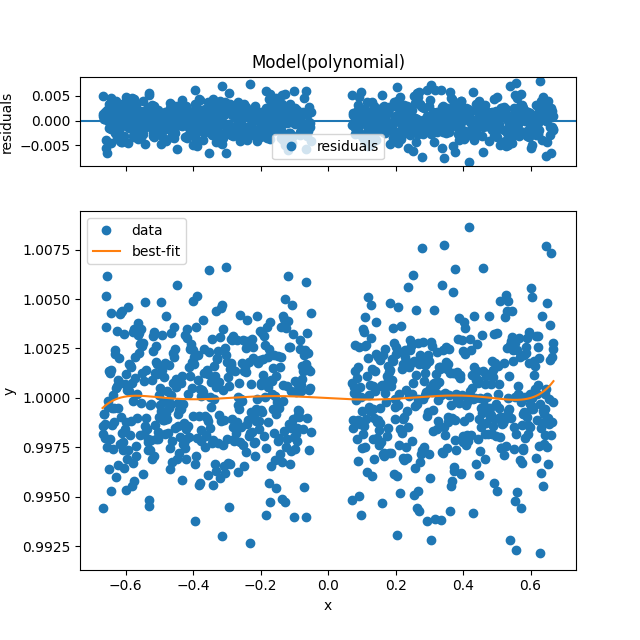 Model(polynomial)
residuals
0.005
0.000
−0.005
residuals
data
best-fit
y
1.0075
1.0050
1.0025
1.0000
0.9975
0.9950
0.9925
−0.6 −0.4 −0.2 0.0 0.2 0.4 0.6
x